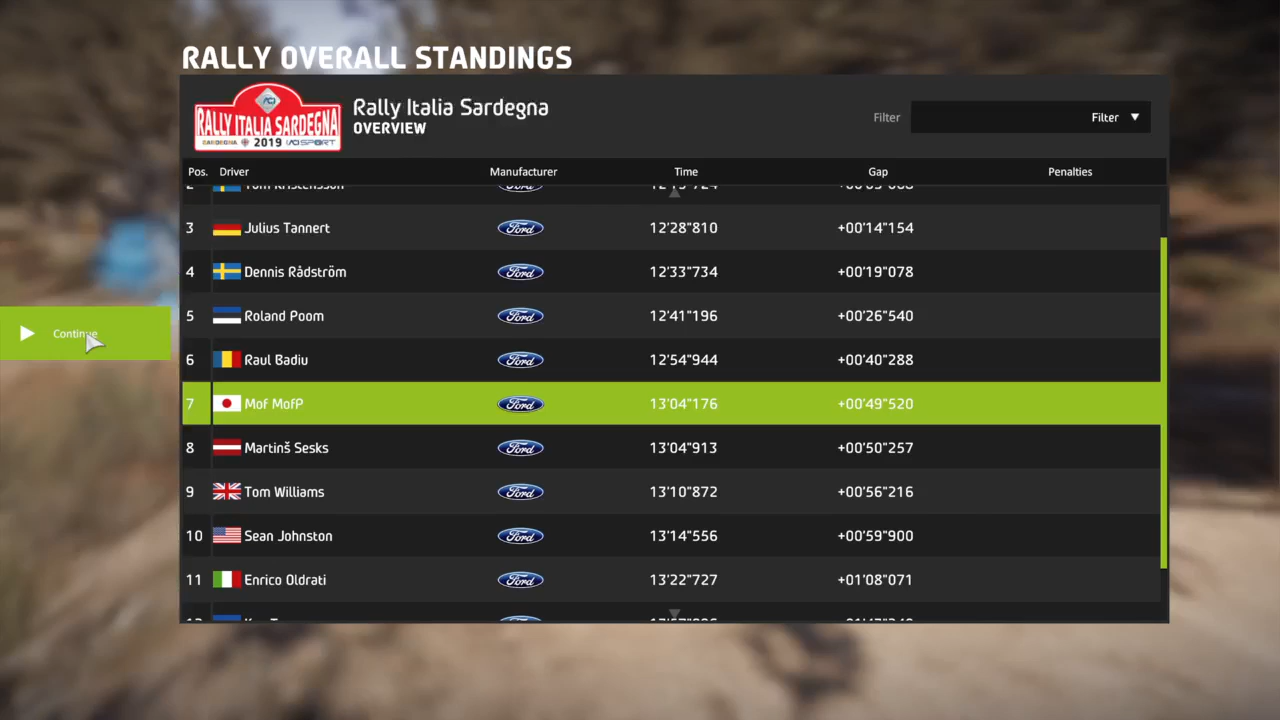 RALLY OVERALL STANDINGS
RALLY ITALIA SARDEGNA
SARDEGNA 2019 ACI SPORT
Rally Italia Sardegna
OVERVIEW
Filter Filter
Pos. Driver Manufacturer Time Gap Penalties
3 Julius Tannert Ford 12'28"810 +00'14"154
4 Dennis Rådström Ford 12'33"734 +00'19"078
5 Roland Poom Ford 12'41"196 +00'26"540
6 Raul Badiu Ford 12'54"944 +00'40"288
7 Mof MofP Ford 13'04"176 +00'49"520
8 Martinš Sesks Ford 13'04"913 +00'50"257
9 Tom Williams Ford 13'10"872 +00'56"216
10 Sean Johnston Ford 13'14"556 +00'59"900
11 Enrico Oldrati Ford 13'22"727 +01'08"071
Continue